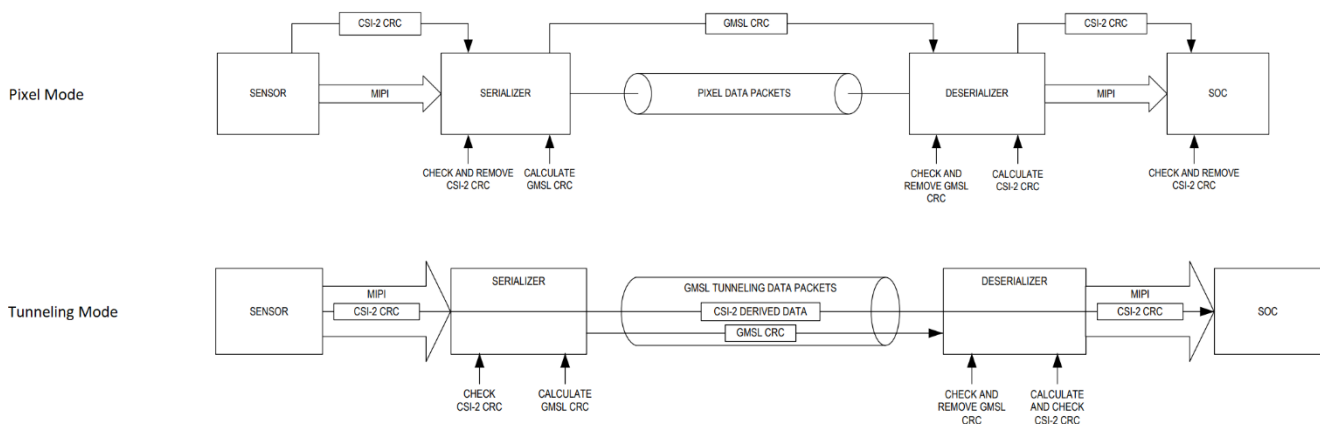 Pixel Mode
CSI-2 CRC
GMSL CRC
CSI-2 CRC
SENSOR
MIPI
SERIALIZER
PIXEL DATA PACKETS
DESERIALIZER
MIPI
SOC
CHECK AND REMOVE
CSI-2 CRC
CALCULATE
GMSL CRC
CHECK AND
REMOVE GMSL
CRC
CALCULATE
CSI-2 CRC
CHECK AND REMOVE
CSI-2 CRC
Tunneling Mode
SENSOR
MIPI
CSI-2 CRC
SERIALIZER
GMSL TUNNELING DATA PACKETS
CSI-2 DERIVED DATA
GMSL CRC
DESERIALIZER
MIPI
CSI-2 CRC
SOC
CHECK
CSI-2 CRC
CALCULATE
GMSL CRC
CHECK AND
REMOVE GMSL
CRC
CALCULATE
AND CHECK
CSI-2 CRC